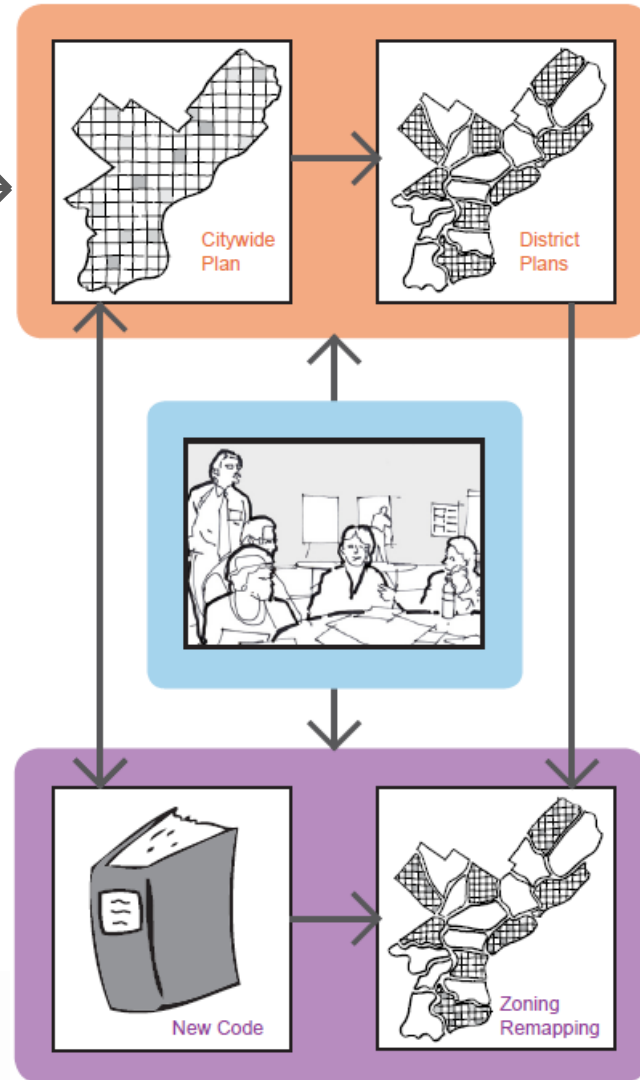 Citywide
Plan
District
Plans
New Code
Zoning
Remapping